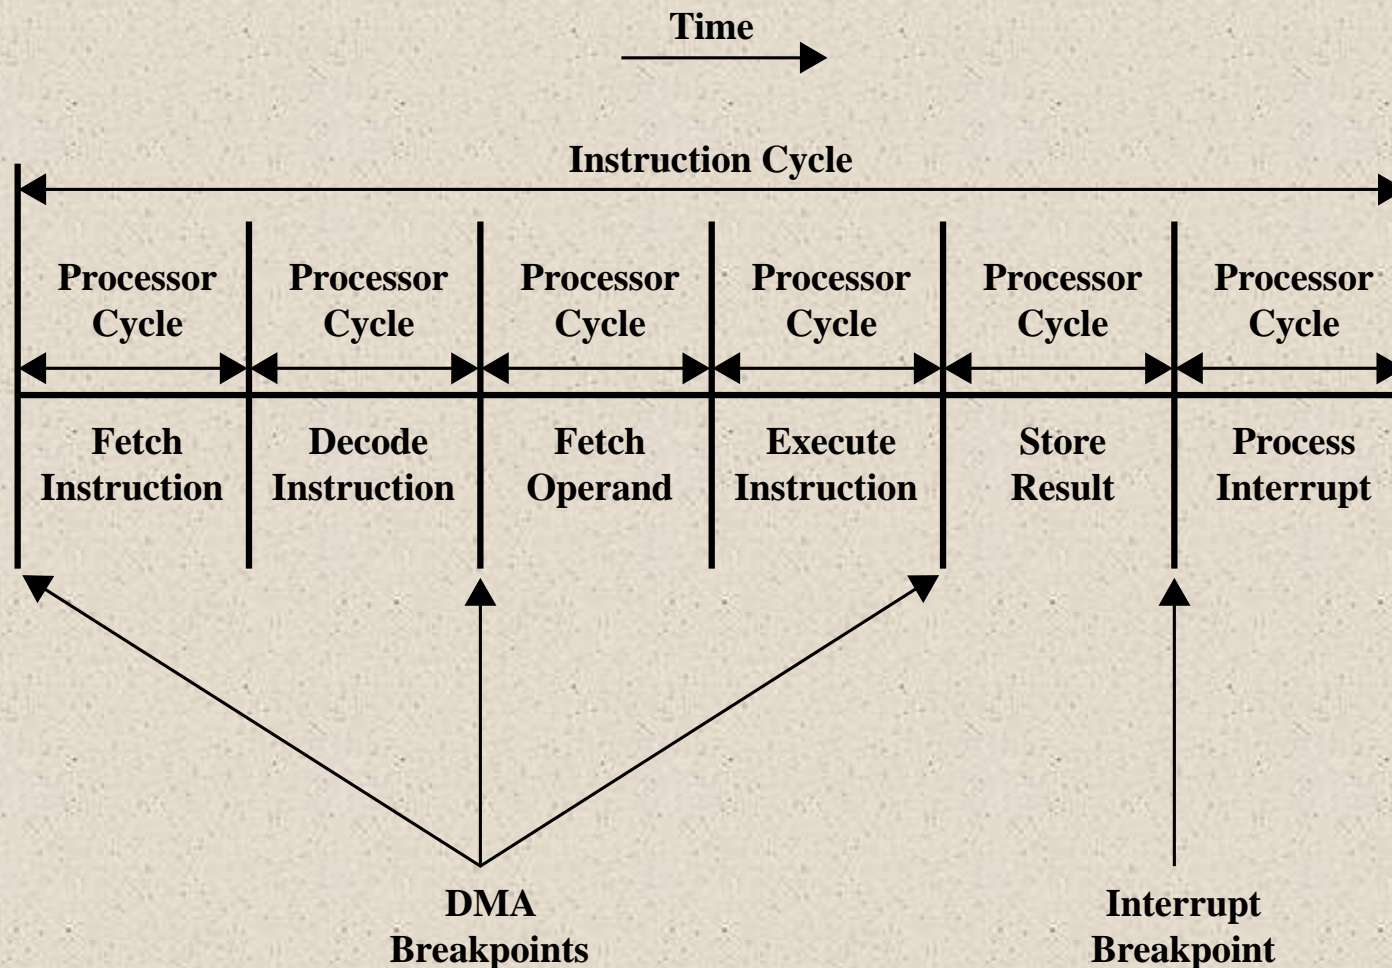 Time
Instruction Cycle
Processor Processor Processor Processor Processor Processor
Cycle Cycle Cycle Cycle Cycle Cycle
Fetch Decode Fetch Execute Store Process
Instruction Instruction Operand Instruction Result Interrupt
DMA Interrupt
Breakpoints Breakpoint